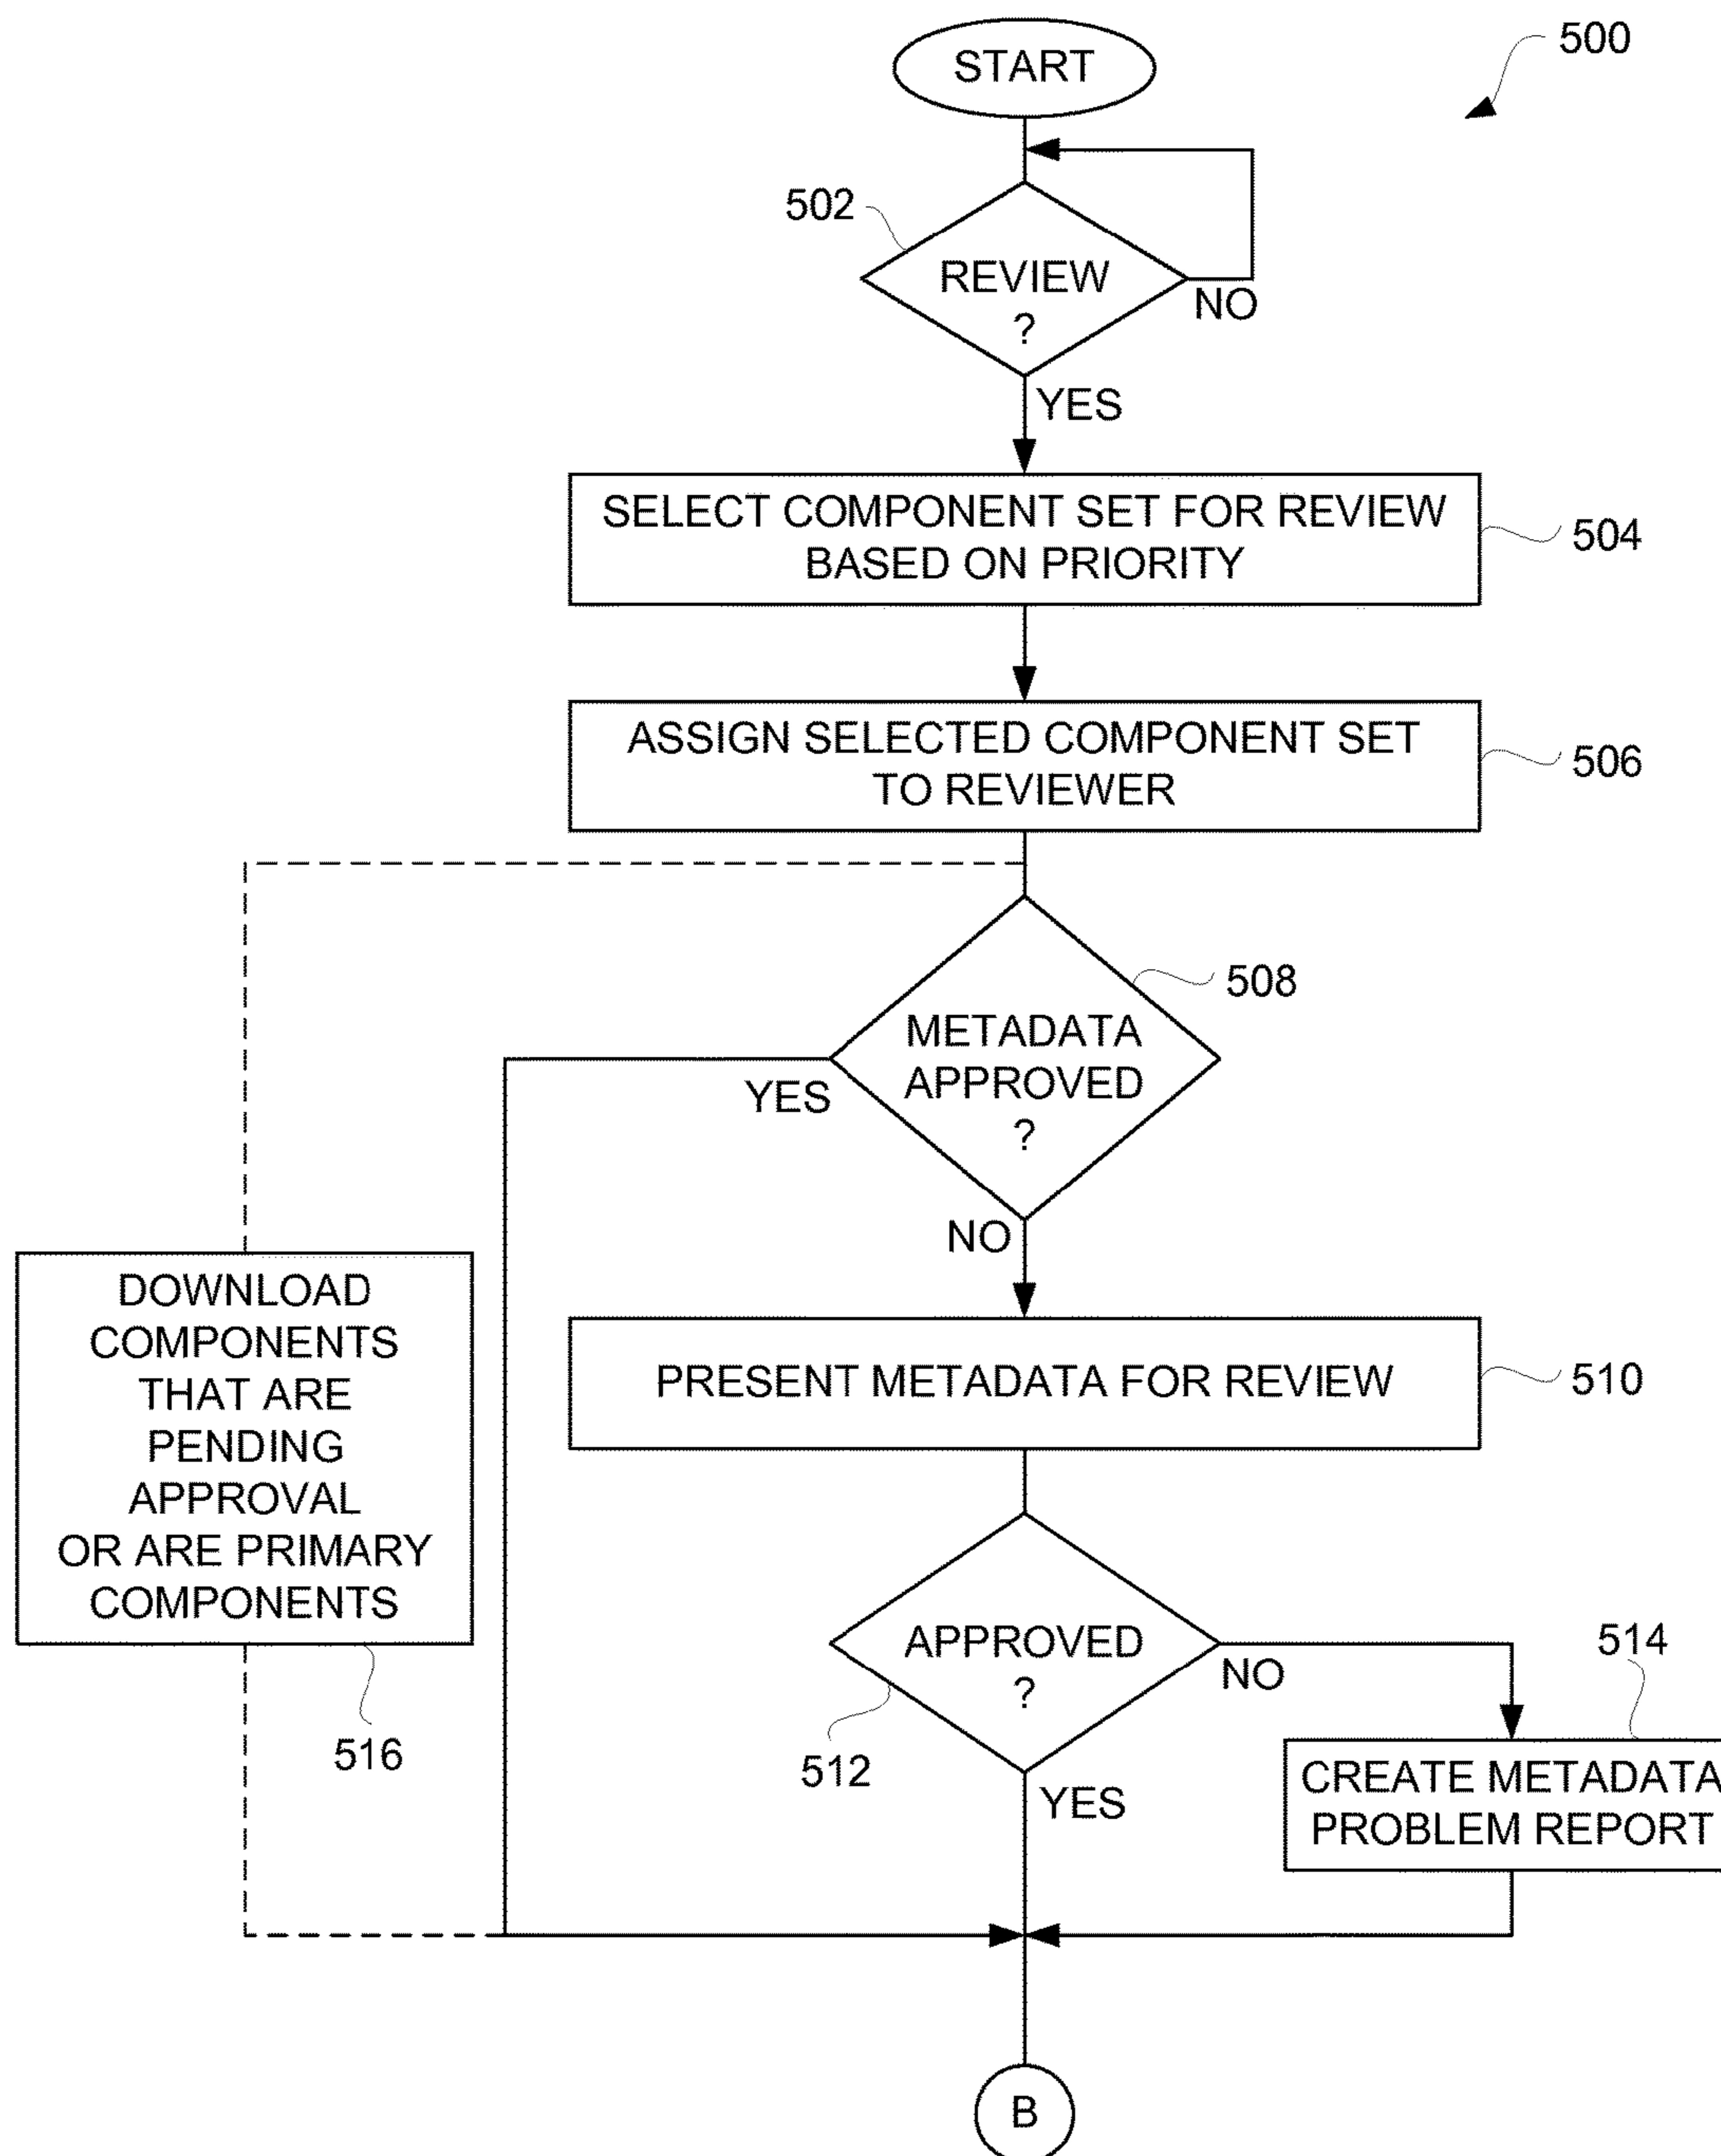 500
START
502
REVIEW
?
NO
YES
SELECT COMPONENT SET FOR REVIEW
BASED ON PRIORITY
504
ASSIGN SELECTED COMPONENT SET
TO REVIEWER
506
508
METADATA
APPROVED
?
YES
NO
DOWNLOAD
COMPONENTS
THAT ARE
PENDING
APPROVAL
OR ARE PRIMARY
COMPONENTS
516
PRESENT METADATA FOR REVIEW
510
APPROVED
?
512
NO
YES
514
CREATE METADATA
PROBLEM REPORT
B